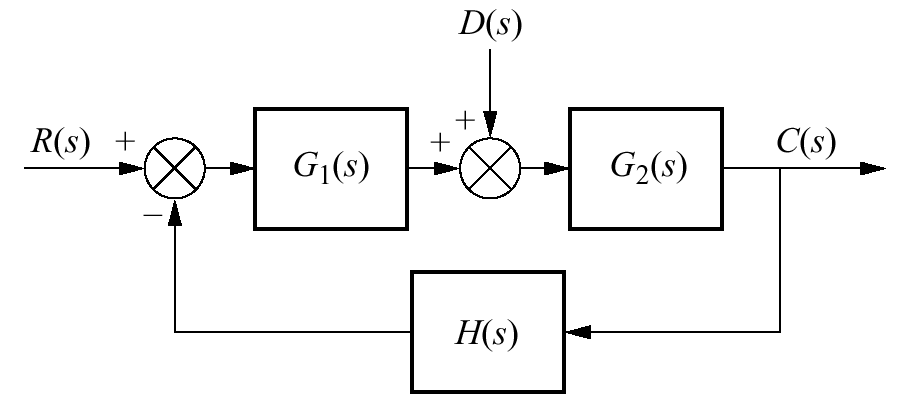 D(s)
R(s) + G₁(s) + + G₂(s) C(s)
−
H(s)